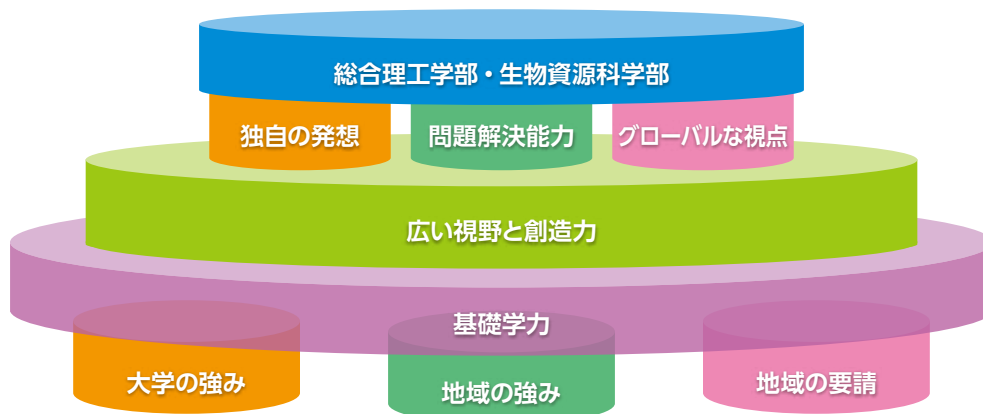 総合理工学部・生物資源科学部
独自の発想
問題解決能力
グローバルな視点
広い視野と創造力
基礎学力
大学の強み
地域の強み
地域の要請